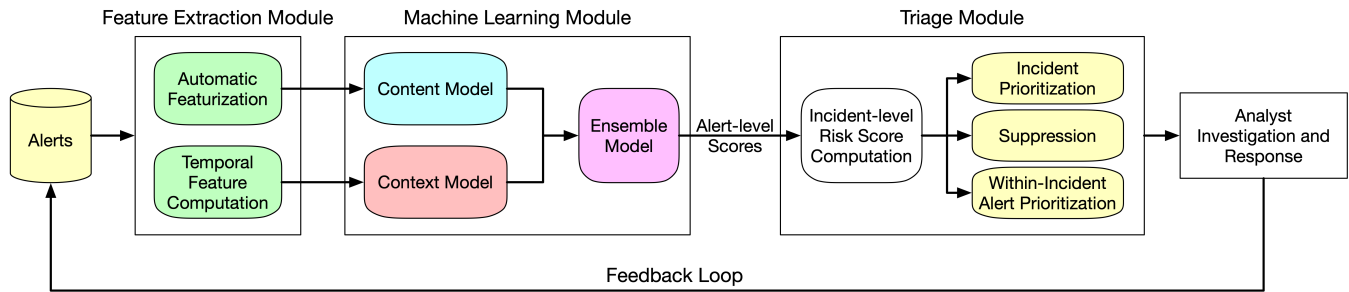 Feature Extraction Module
Machine Learning Module
Triage Module
Alerts
Automatic
Featurization
Temporal
Feature
Computation
Content Model
Context Model
Ensemble
Model
Alert-level
Scores
Incident-level
Risk Score
Computation
Incident
Prioritization
Suppression
Within-Incident
Alert Prioritization
Analyst
Investigation and
Response
Feedback Loop